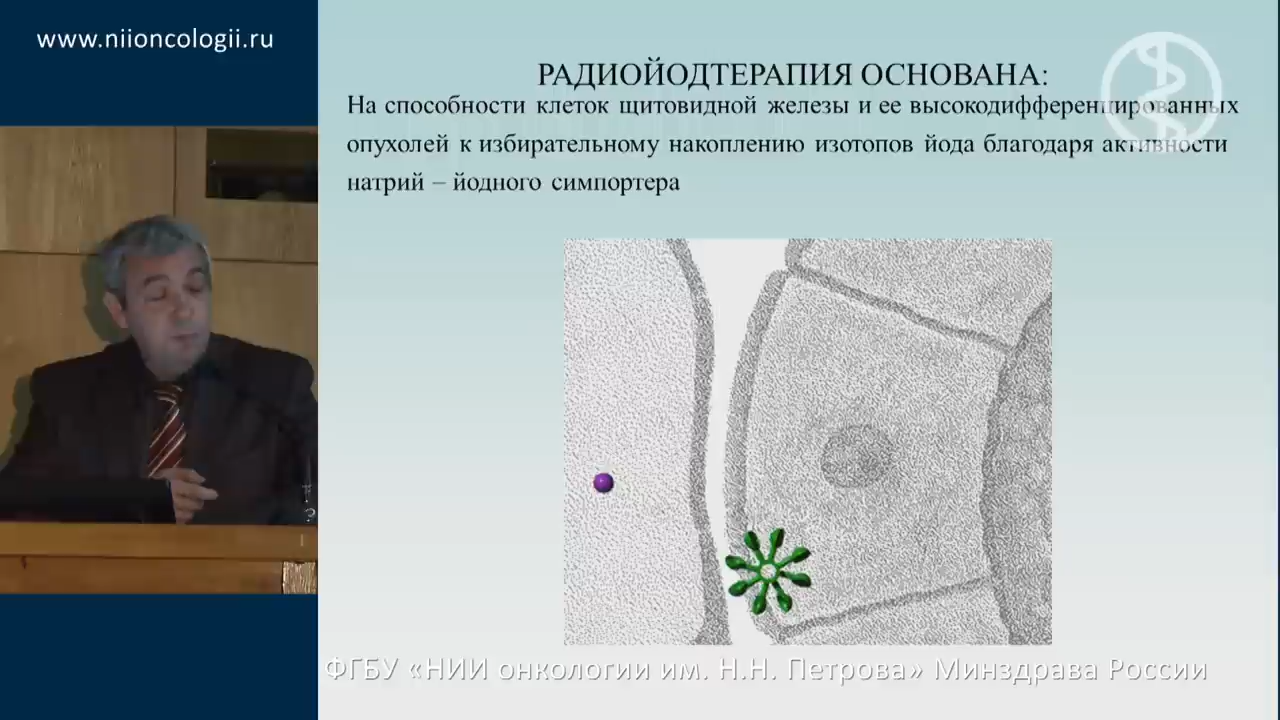 www.niioncologii.ru
РАДИОЙОДТЕРАПИЯ ОСНОВАНА:
На способности клеток щитовидной железы и ее высокодифференцированных
опухолей к избирательному накоплению изотопов йода благодаря активности
натрий – йодного симпортера
ФГБУ «НИИ онкологии им. Н.Н. Петрова» Минздрава России